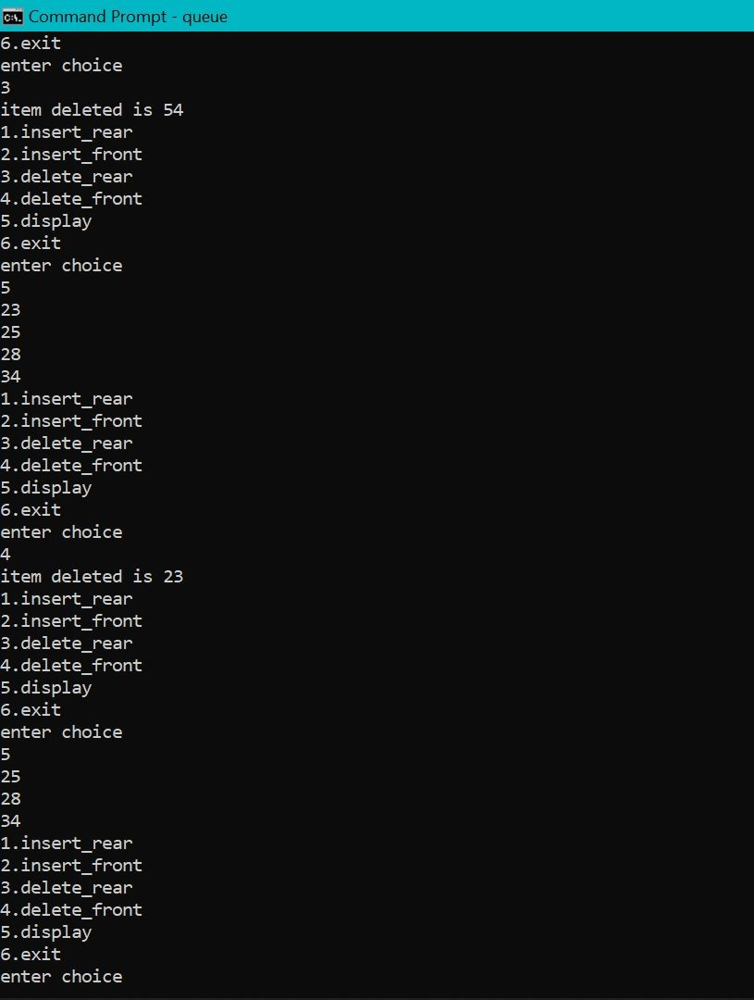 Command Prompt - queue
6.exit
enter choice
3
item deleted is 54
1.insert_rear
2.insert_front
3.delete_rear
4.delete_front
5.display
6.exit
enter choice
5
23
25
28
34
1.insert_rear
2.insert_front
3.delete_rear
4.delete_front
5.display
6.exit
enter choice
4
item deleted is 23
1.insert_rear
2.insert_front
3.delete_rear
4.delete_front
5.display
6.exit
enter choice
5
25
28
34
1.insert_rear
2.insert_front
3.delete_rear
4.delete_front
5.display
6.exit
enter choice